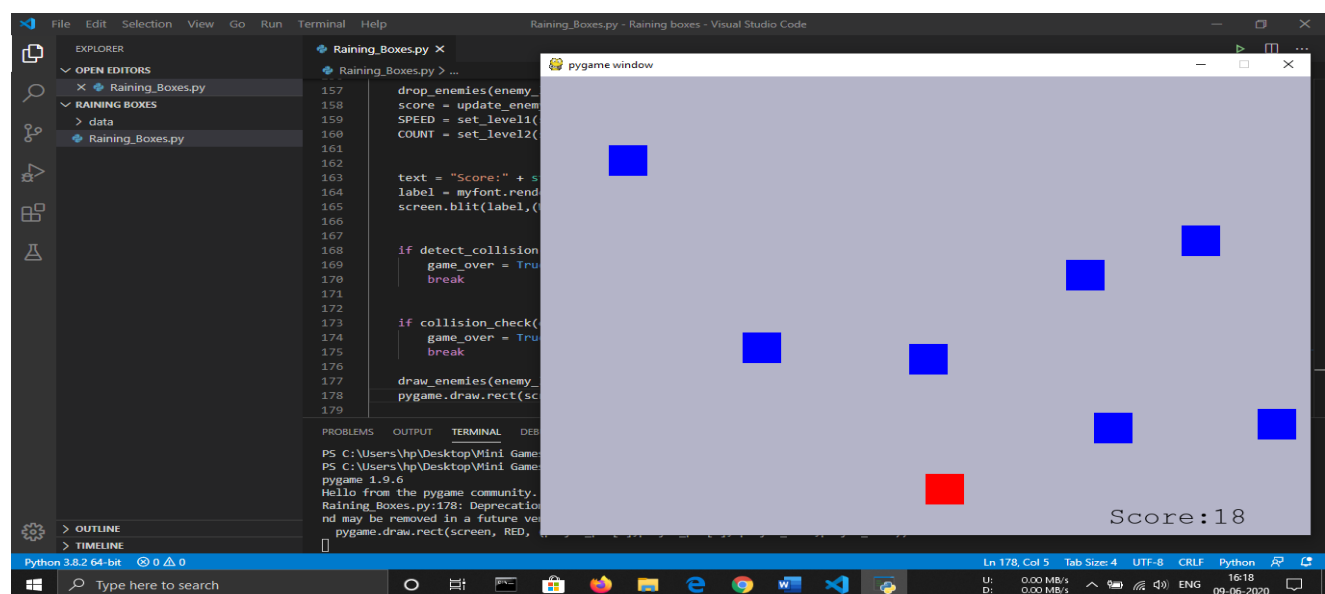 File Edit Selection View Go Run Terminal Help Raining_Boxes.py - Raining boxes - Visual Studio Code
EXPLORER
OPEN EDITORS
Raining_Boxes.py
RAINING BOXES
data
Raining_Boxes.py
Raining_Boxes.py
Raining_Boxes.py > ...
157 drop_enemies(enemy_
158 score = update_enem
159 SPEED = set_level1(
160 COUNT = set_level2(
161
162
163 text = "Score:" + s
164 label = myfont.rend
165 screen.blit(label,(
166
167
168 if detect_collision
169 game_over = Tru
170 break
171
172
173 if collision_check(
174 game_over = Tru
175 break
176
177 draw_enemies(enemy_
178 pygame.draw.rect(sc
179
pygame window
Score:18
PROBLEMS OUTPUT TERMINAL DEB
PS C:\Users\hp\Desktop\Mini Game
PS C:\Users\hp\Desktop\Mini Game
pygame 1.9.6
Hello from the pygame community.
Raining_Boxes.py:178: Deprecatio
nd may be removed in a future ve
pygame.draw.rect(screen, RED,
OUTLINE
TIMELINE
Python 3.8.2 64-bit 0 0 Ln 178, Col 5 Tab Size: 4 UTF-8 CRLF Python
Type here to search
U: 0.00 MB/s
D: 0.00 MB/s
ENG
16:18
09-06-2020